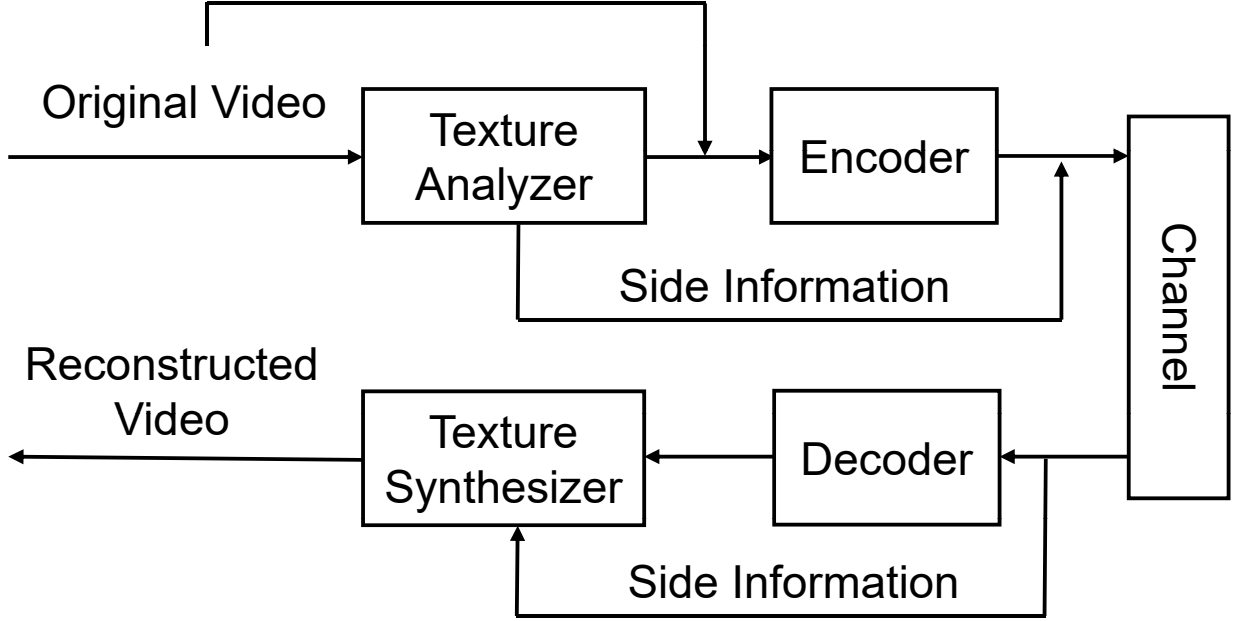 Original Video
Texture
Analyzer
Encoder
Channel
Side Information
Reconstructed
Video
Texture
Synthesizer
Decoder
Side Information